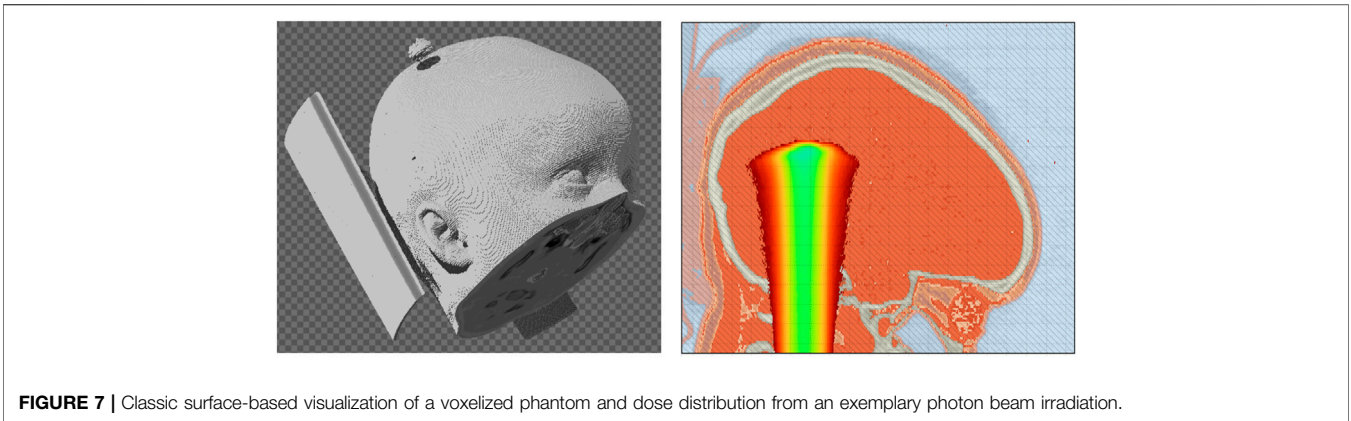 FIGURE 7 | Classic surface-based visualization of a voxelized phantom and dose distribution from an exemplary photon beam irradiation.